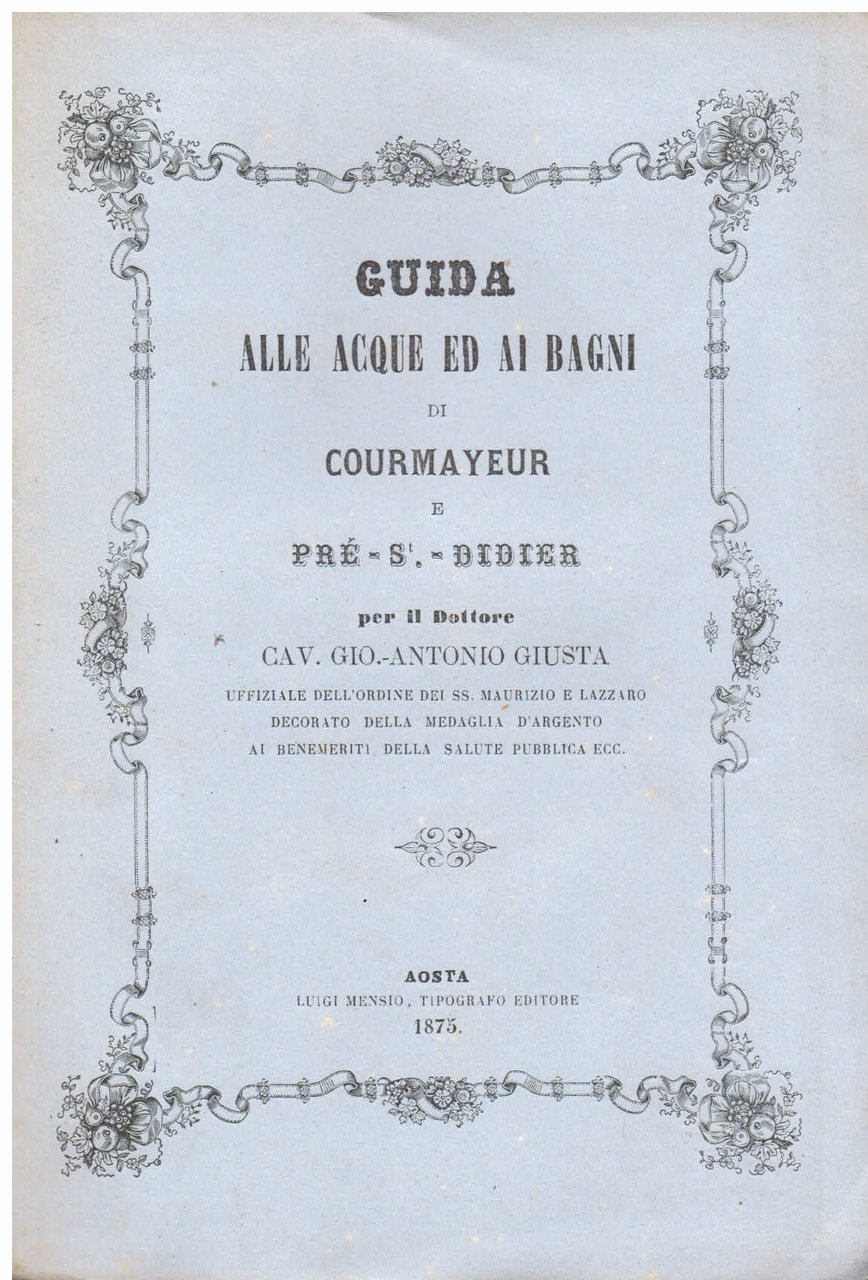 GUIDA
ALLE ACQUE ED AI BAGNI
DI
COURMAYEUR
E
PRÉ-Sᵗ.-DIDIER
per il Dottore
CAV. GIO.-ANTONIO GIUSTA
UFFIZIALE DELL'ORDINE DEI SS. MAURIZIO E LAZZARO
DECORATO DELLA MEDAGLIA D'ARGENTO
AI BENEMERITI DELLA SALUTE PUBBLICA ECC.
AOSTA
LUIGI MENSIO, TIPOGRAFO EDITORE
1875.